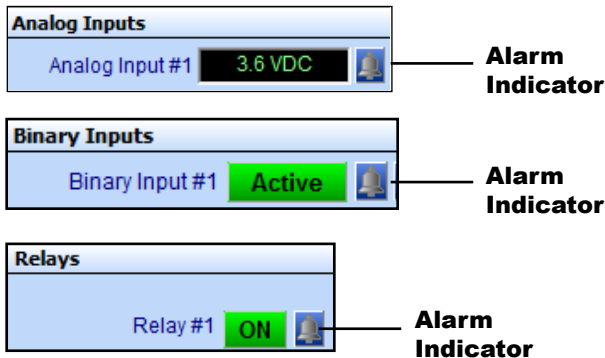 Analog Inputs
Analog Input #1 3.6 VDC
Alarm
Indicator
Binary Inputs
Binary Input #1 Active
Alarm
Indicator
Relays
Relay #1 ON
Alarm
Indicator